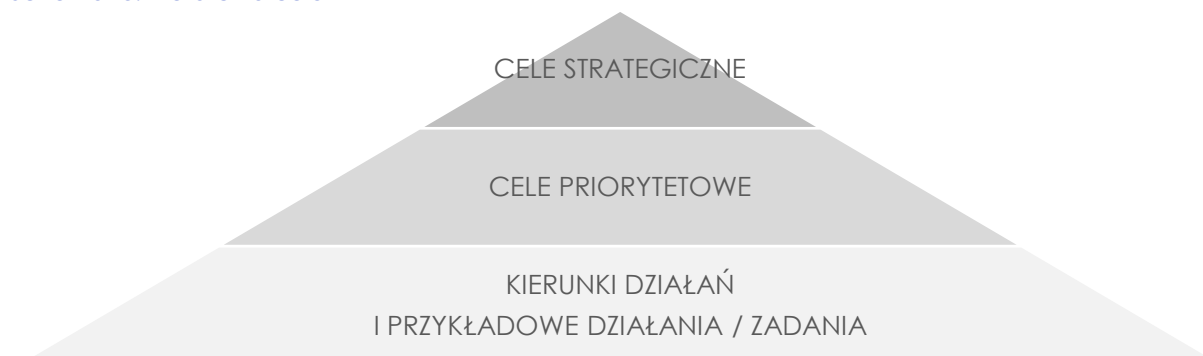 CELE STRATEGICZNE
CELE PRIORYTETOWE
KIERUNKI DZIAŁAŃ
I PRZYKŁADOWE DZIAŁANIA / ZADANIA